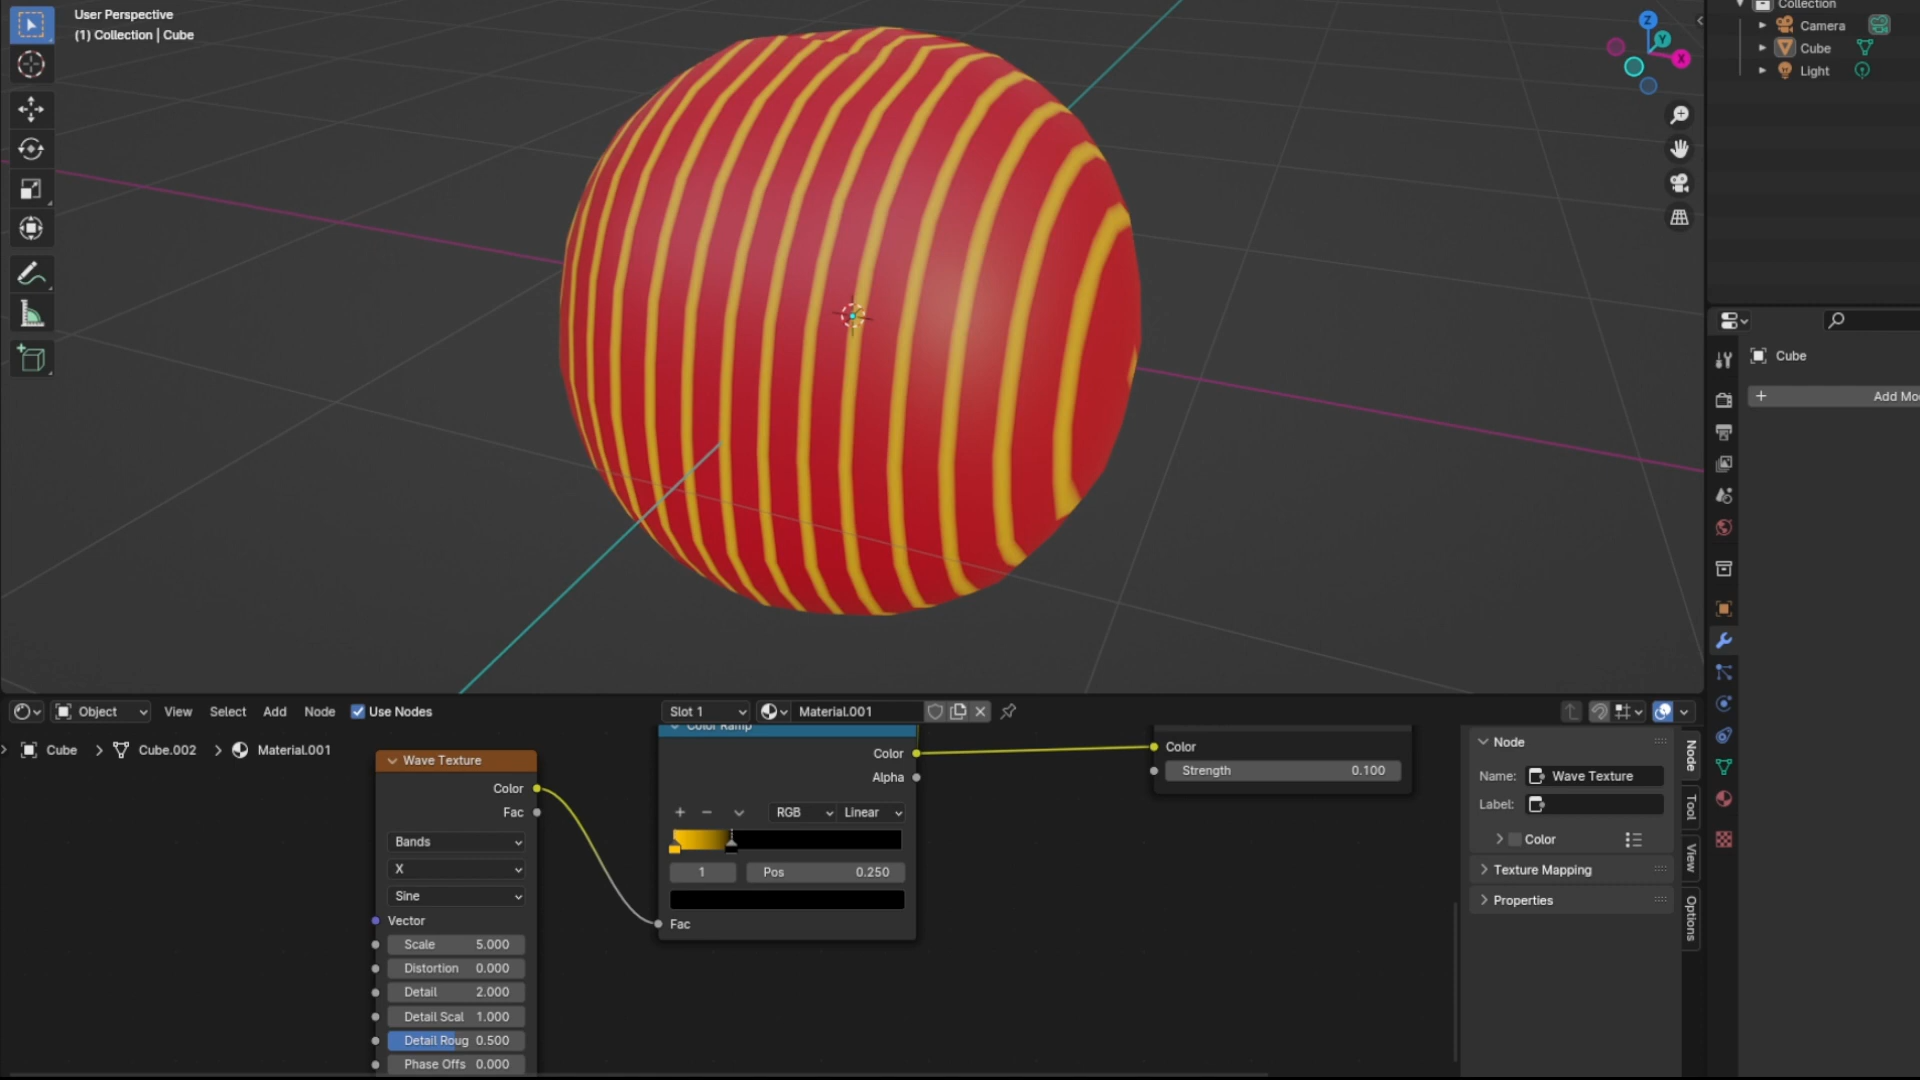 User Perspective
(1) Collection | Cube
Z
Y
X
Collection
Camera
Cube
Light
Cube
Add Mo
Object
View
Select
Add
Node
Use Nodes
Slot 1
Material.001
Cube
Cube.002
Material.001
Wave Texture
Color
Fac
Bands
X
Sine
Vector
Scale 5.000
Distortion 0.000
Detail 2.000
Detail Scal 1.000
Detail Roug 0.500
Phase Offs 0.000
Color Ramp
Color
Alpha
RGB
Linear
1
Pos 0.250
Fac
Color
Strength 0.100
Node
Name: Wave Texture
Label:
Color
Texture Mapping
Properties
Node
Tool
View
Options